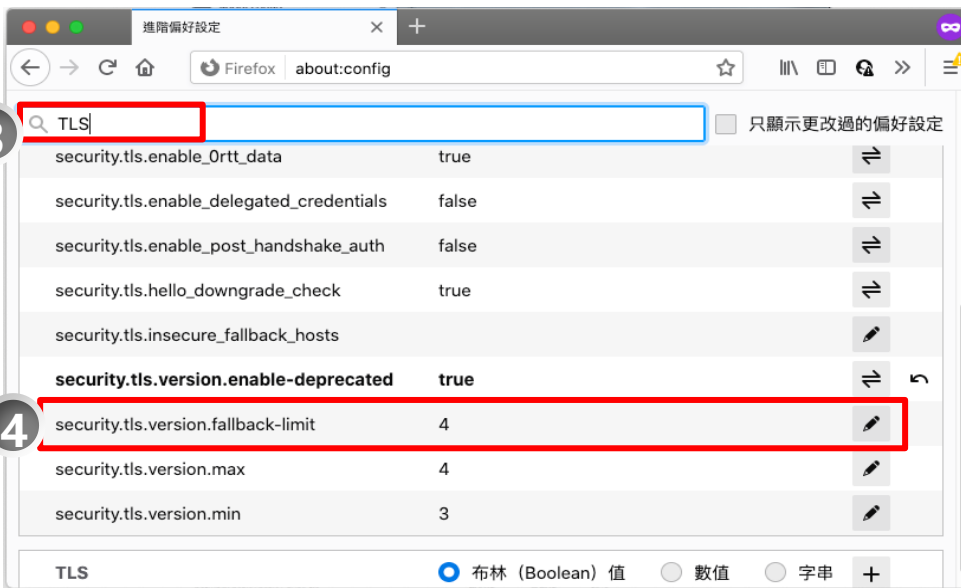 進階偏好設定
Firefox about:config
3 TLS 只顯示更改過的偏好設定
security.tls.enable_0rtt_data true
security.tls.enable_delegated_credentials false
security.tls.enable_post_handshake_auth false
security.tls.hello_downgrade_check true
security.tls.insecure_fallback_hosts
security.tls.version.enable-deprecated true
4 security.tls.version.fallback-limit 4
security.tls.version.max 4
security.tls.version.min 3
TLS 布林（Boolean）值 數值 字串